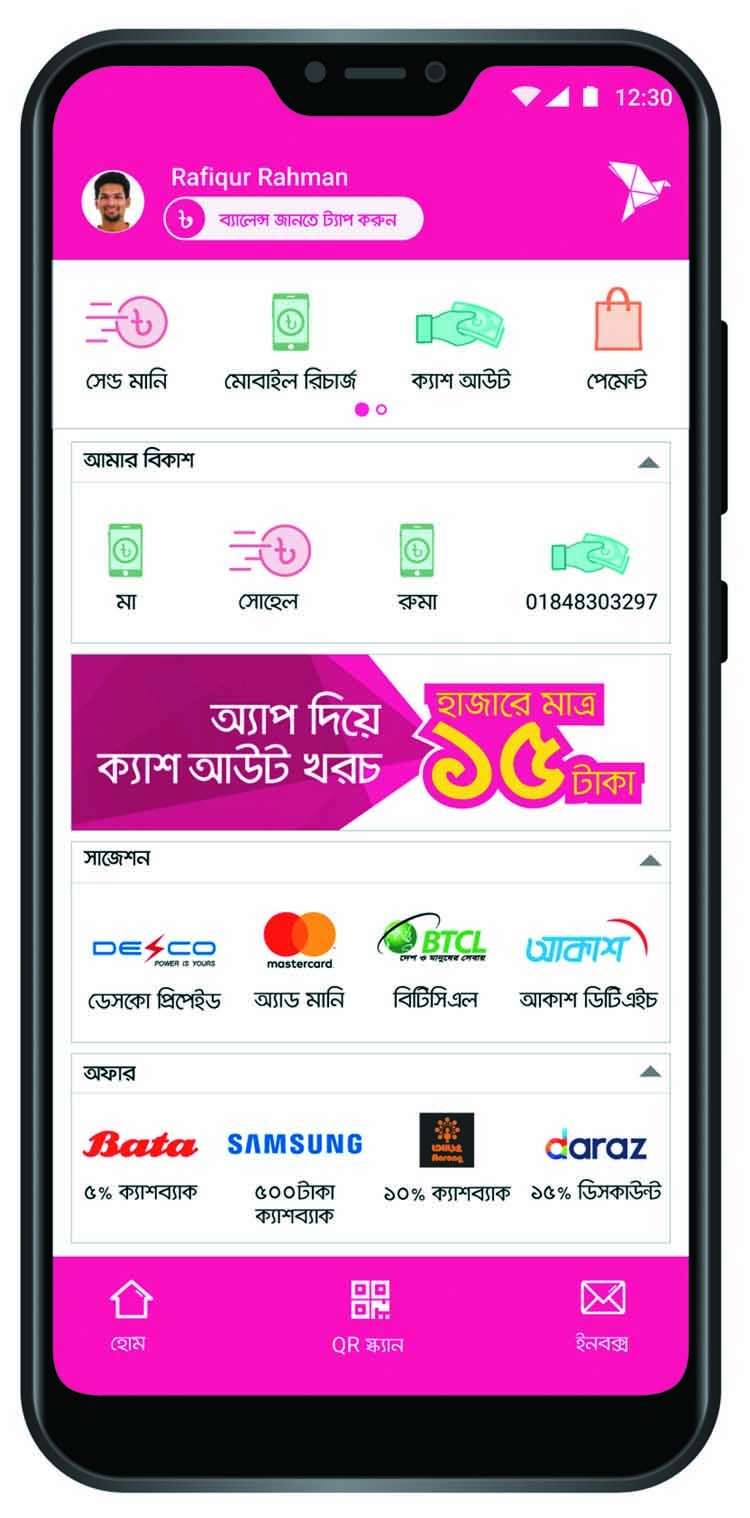 12:30
Rafiqur Rahman
৳ ব্যালেন্স জানতে ট্যাপ করুন
সেন্ড মানি মোবাইল রিচার্জ ক্যাশ আউট পেমেন্ট
আমার বিকাশ
মা সোহেল রুমা 01848303297
অ্যাপ দিয়ে
ক্যাশ আউট খরচ
হাজারে মাত্র
১৫
টাকা
সাজেশন
DESCO
POWER IS YOURS
mastercard
BTCL
দেশ ও মানুষের সেবায়
আকাশ
ডেসকো প্রিপেইড অ্যাড মানি বিটিসিএল আকাশ ডিটিএইচ
অফার
Bata SAMSUNG আড়ং daraz
Aarong
৫% ক্যাশব্যাক ৫০০টাকা ১০% ক্যাশব্যাক ১৫% ডিসকাউন্ট
ক্যাশব্যাক
হোম QR স্ক্যান ইনবক্স